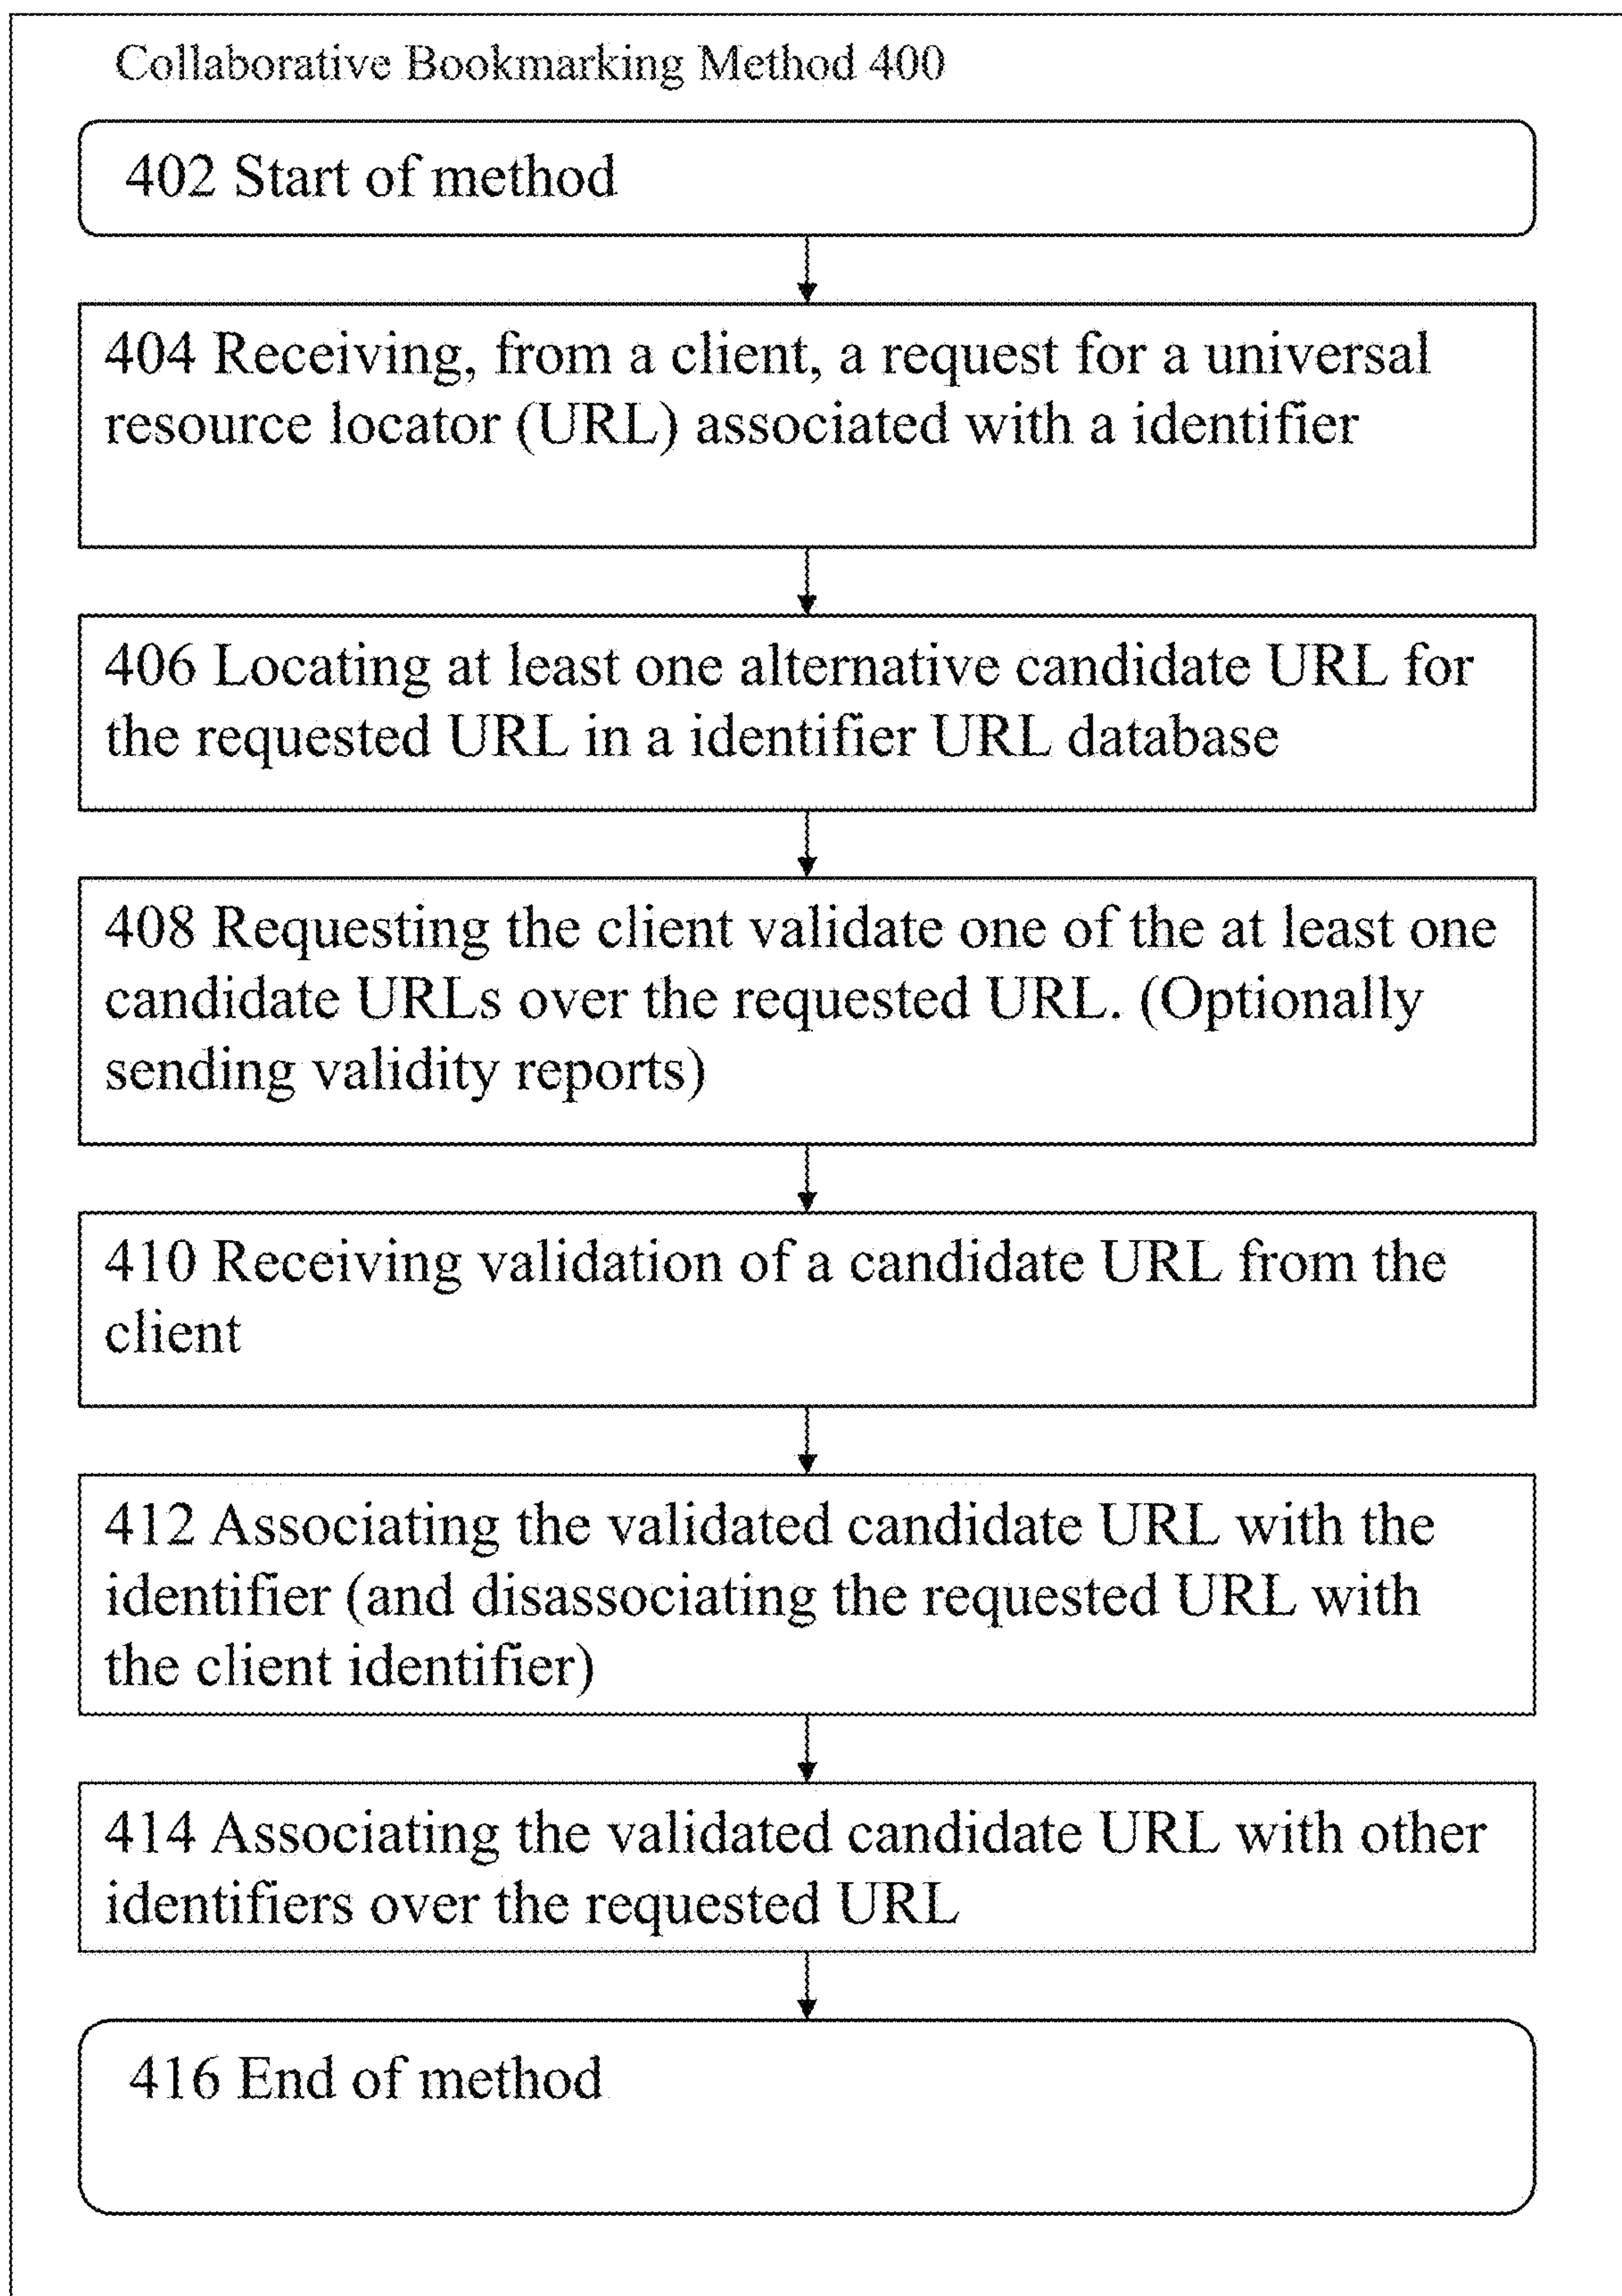 Collaborative Bookmarking Method 400
402 Start of method
404 Receiving, from a client, a request for a universal
resource locator (URL) associated with a identifier
406 Locating at least one alternative candidate URL for
the requested URL in a identifier URL database
408 Requesting the client validate one of the at least one
candidate URLs over the requested URL. (Optionally
sending validity reports)
410 Receiving validation of a candidate URL from the
client
412 Associating the validated candidate URL with the
identifier (and disassociating the requested URL with
the client identifier)
414 Associating the validated candidate URL with other
identifiers over the requested URL
416 End of method